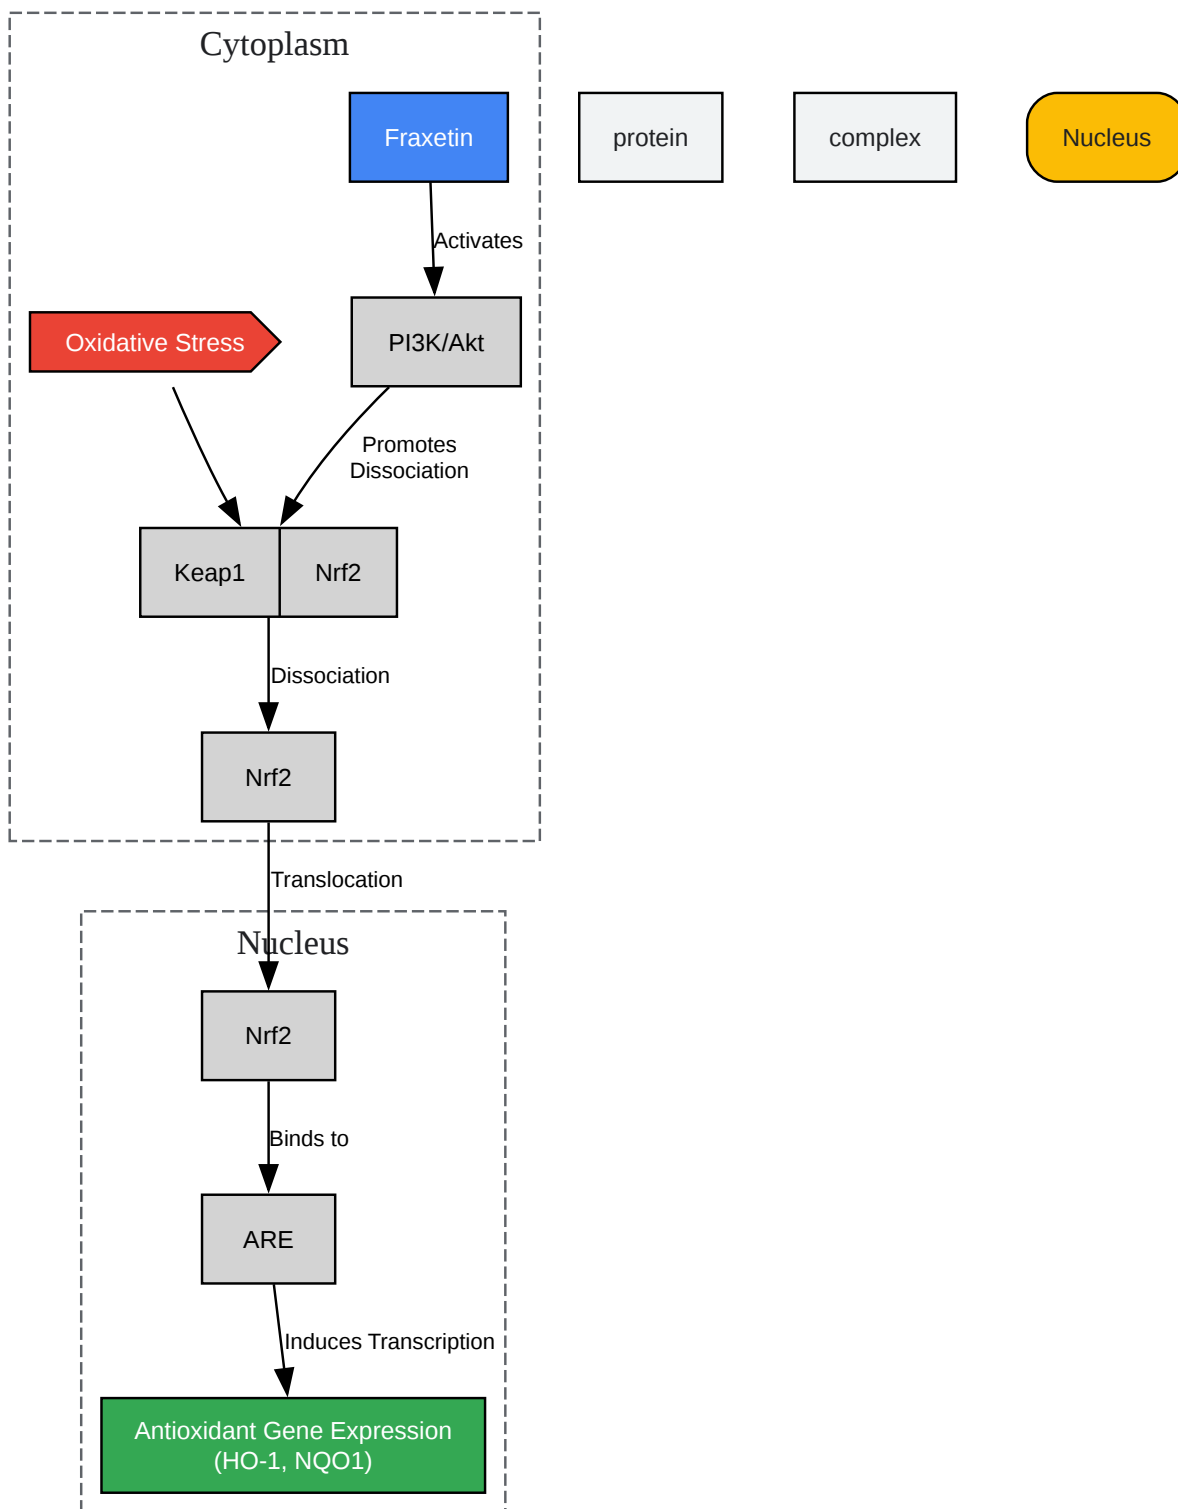 Cytoplasm
Fraxetin
protein
complex
Nucleus
Activates
Oxidative Stress
PI3K/Akt
Promotes
Dissociation
Keap1
Nrf2
Dissociation
Nrf2
Translocation
Nucleus
Nrf2
Binds to
ARE
Induces Transcription
Antioxidant Gene Expression
(HO-1, NQO1)